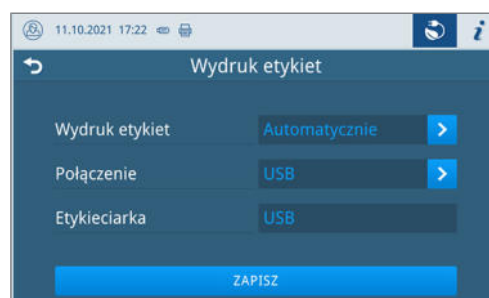 11.10.2021 17:22
Wydruk etykiet
Wydruk etykiet Automatycznie
Połączenie USB
Etykieciarka USB
ZAPISZ